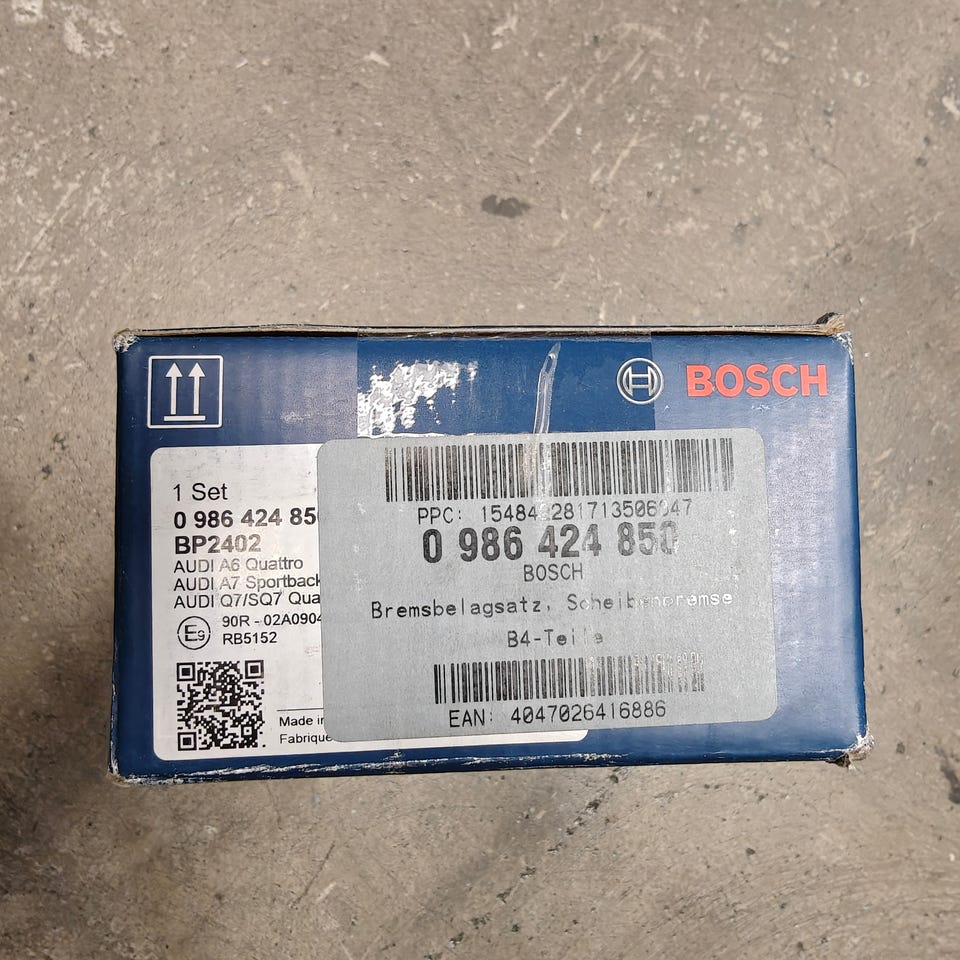 BOSCH
1 Set
0 986 424 85
BP2402
AUDI A6 Quattro
AUDI A7 Sportback
AUDI Q7/SQ7 Qua
E9
90R - 02A0904
RB5152
Made in
Fabriqué
PPC:
0 986 424 850
BOSCH
Bremsbelagsatz, Scheibenbremse
B4-Teile
EAN: 4047026416886